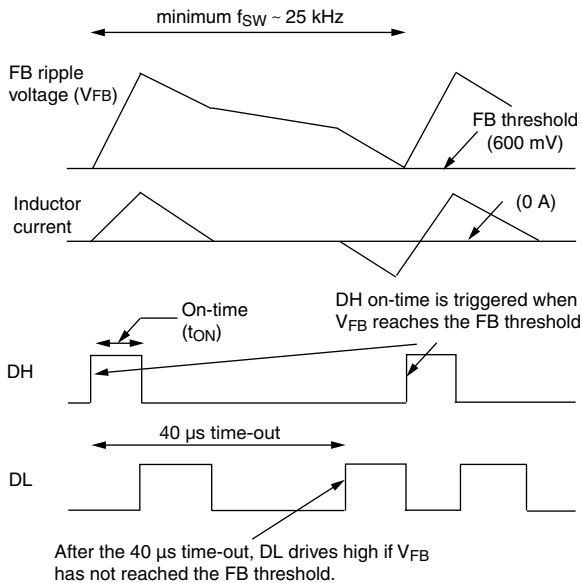 minimum fSW ~ 25 kHz
FB ripple
voltage (VFB)
FB threshold
(600 mV)
Inductor
current
(0 A)
DH on-time is triggered when
VFB reaches the FB threshold
On-time
(tON)
DH
40 µs time-out
DL
After the 40 µs time-out, DL drives high if VFB
has not reached the FB threshold.